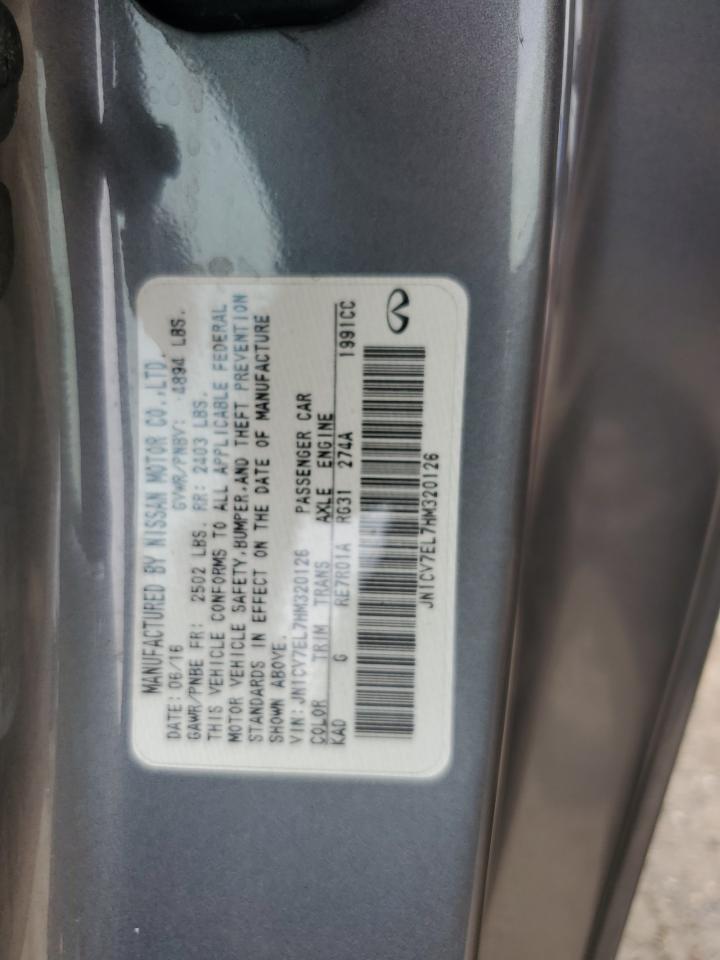 MANUFACTURED BY NISSAN MOTOR CO.,LTD.
DATE: 06/16 GVWR/PNBV: 4894 LBS.
GAWR/PNBE FR: 2502 LBS. RR: 2403 LBS.
THIS VEHICLE CONFORMS TO ALL APPLICABLE FEDERAL
MOTOR VEHICLE SAFETY,BUMPER,AND THEFT PREVENTION
STANDARDS IN EFFECT ON THE DATE OF MANUFACTURE
SHOWN ABOVE.
VIN:JN1CV7EL7HM320126 PASSENGER CAR
COLOR TRIM TRANS AXLE ENGINE
KAD G RE7R01A RG31 274A 1991CC
JN1CV7EL7HM320126